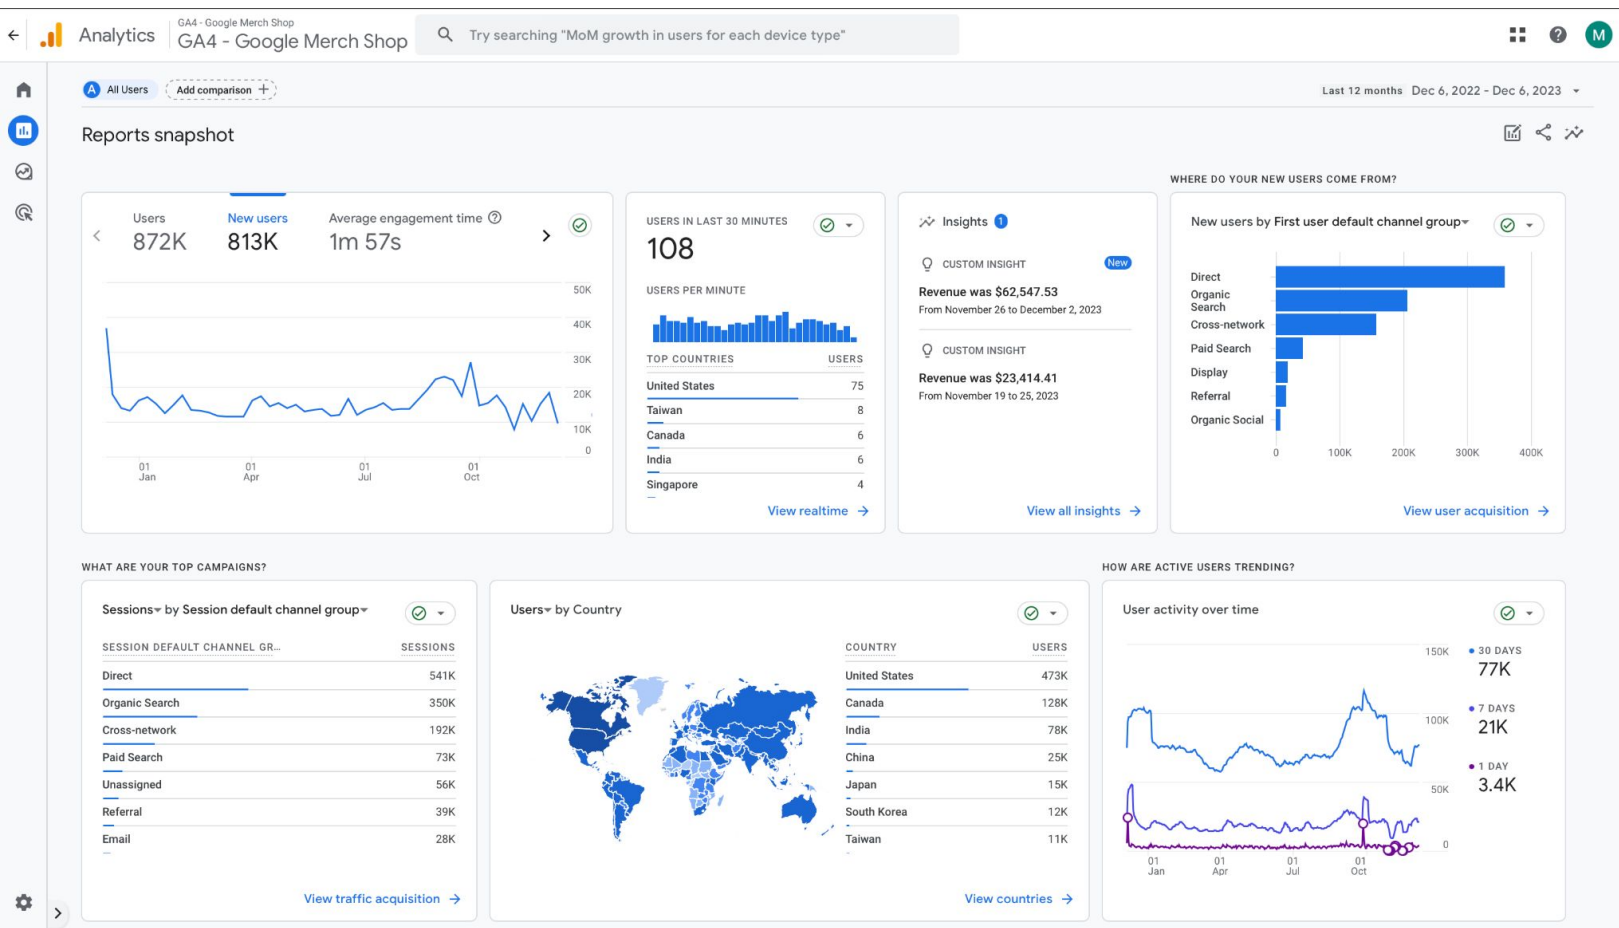 GA4 - Google Merch Shop
Analytics
GA4 - Google Merch Shop
Try searching "MoM growth in users for each device type"
M
A All Users
Add comparison +
Last 12 months Dec 6, 2022 - Dec 6, 2023
Reports snapshot
Users
872K
New users
813K
Average engagement time
1m 57s
50K
40K
30K
20K
10K
0
01 Jan
01 Apr
01 Jul
01 Oct
USERS IN LAST 30 MINUTES
108
USERS PER MINUTE
TOP COUNTRIES USERS
United States 75
Taiwan 8
Canada 6
India 6
Singapore 4
View realtime
Insights 1
CUSTOM INSIGHT New
Revenue was $62,547.53
From November 26 to December 2, 2023
CUSTOM INSIGHT
Revenue was $23,414.41
From November 19 to 25, 2023
View all insights
WHERE DO YOUR NEW USERS COME FROM?
New users by First user default channel group
Direct
Organic
Search
Cross-network
Paid Search
Display
Referral
Organic Social
0 100K 200K 300K 400K
View user acquisition
WHAT ARE YOUR TOP CAMPAIGNS?
Sessions by Session default channel group
SESSION DEFAULT CHANNEL GR... SESSIONS
Direct 541K
Organic Search 350K
Cross-network 192K
Paid Search 73K
Unassigned 56K
Referral 39K
Email 28K
View traffic acquisition
Users by Country
COUNTRY USERS
United States 473K
Canada 128K
India 78K
China 25K
Japan 15K
South Korea 12K
Taiwan 11K
View countries
HOW ARE ACTIVE USERS TRENDING?
User activity over time
150K
100K
50K
0
01 Jan
01 Apr
01 Jul
01 Oct
30 DAYS
77K
7 DAYS
21K
1 DAY
3.4K